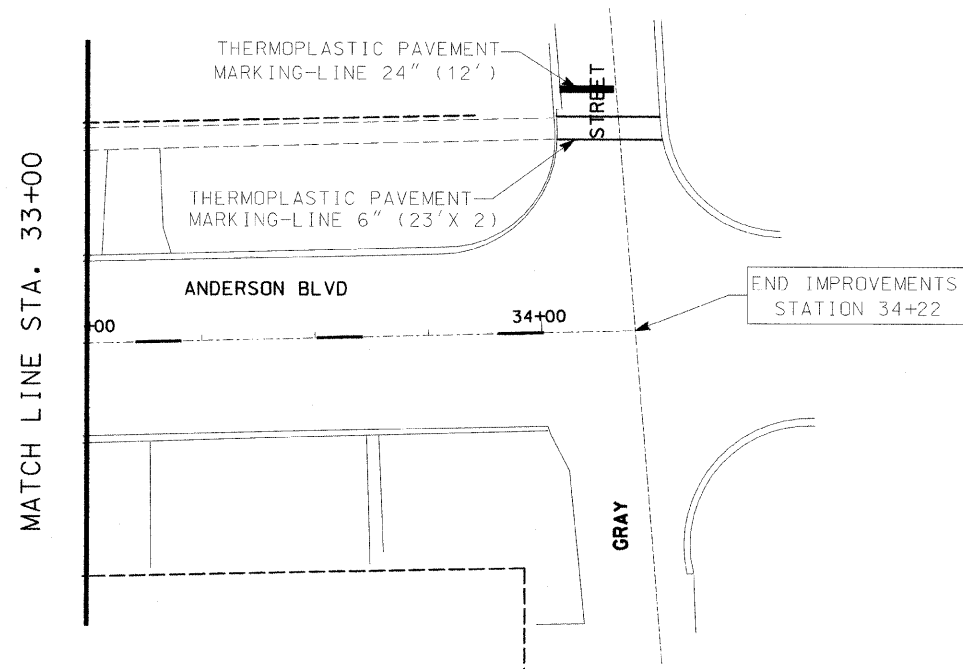 THERMOPLASTIC PAVEMENT
MARKING-LINE 24" (12')
STREET
MATCH LINE STA. 33+00
THERMOPLASTIC PAVEMENT
MARKING-LINE 6" (23'X 2)
ANDERSON BLVD
+00
34+00
END IMPROVEMENTS
STATION 34+22
GRAY